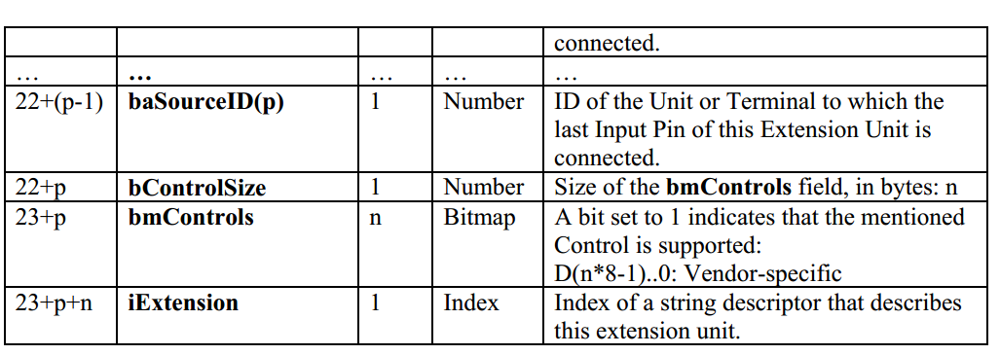 connected.
… … … … …
22+(p-1) baSourceID(p) 1 Number ID of the Unit or Terminal to which the
last Input Pin of this Extension Unit is
connected.
22+p bControlSize 1 Number Size of the bmControls field, in bytes: n
23+p bmControls n Bitmap A bit set to 1 indicates that the mentioned
Control is supported:
D(n*8-1)..0: Vendor-specific
23+p+n iExtension 1 Index Index of a string descriptor that describes
this extension unit.